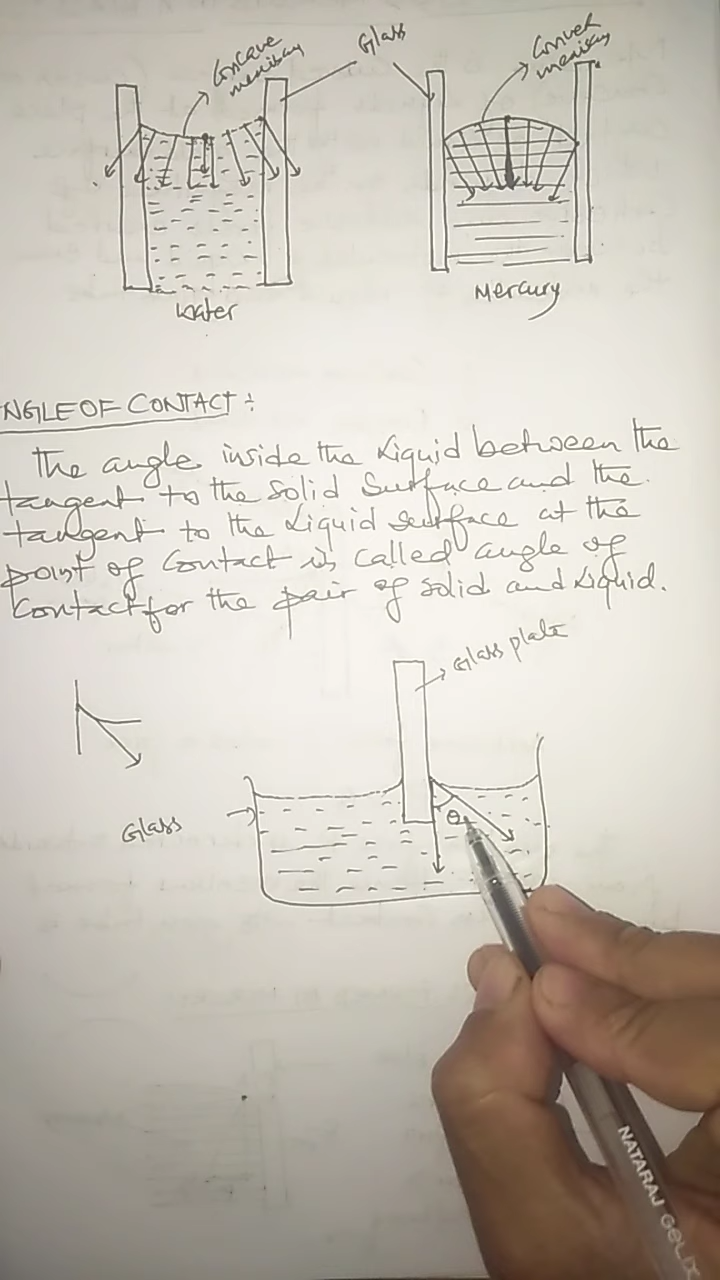 Concave
meniscus
Glass
Convex
meniscus
Water
Mercury
NGLE OF CONTACT :
The angle inside the Liquid between the
tangent to the solid surface and the
tangent to the Liquid surface at the
point of Contact is called angle of
Contact for the pair of solid and Liquid.
Glass plate
Glass
θ
NATARAJ GELIX